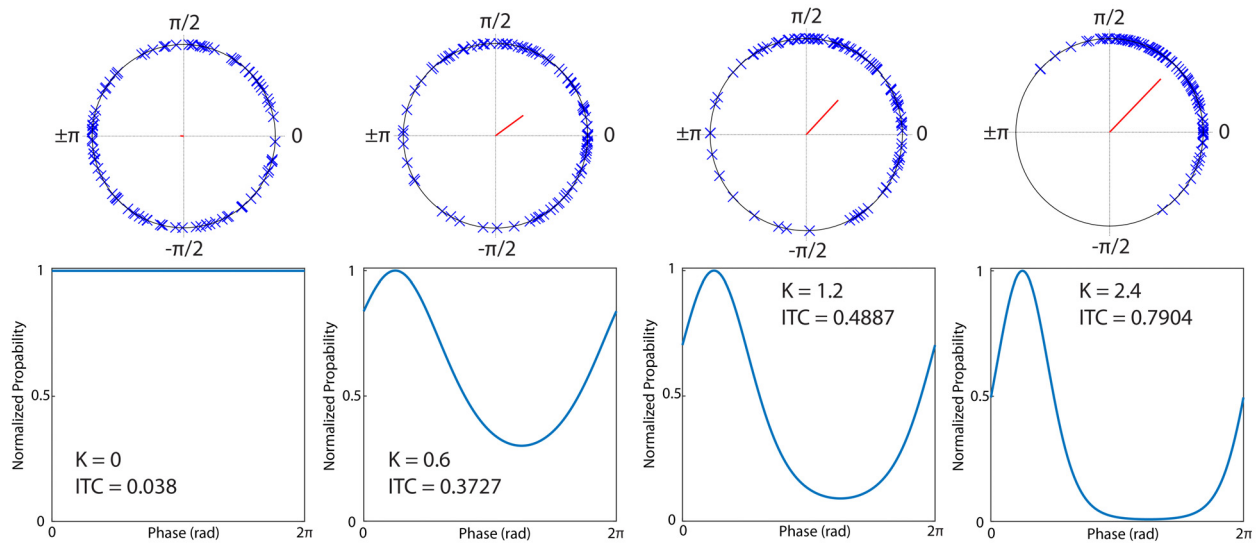 π/2 π/2 π/2 π/2
±π 0 ±π 0 ±π 0 ±π 0
-π/2 -π/2 -π/2 -π/2
Normalized Propability
1
0.5
0
K = 0
ITC = 0.038
0 Phase (rad) 2π
Normalized Propability
1
0.5
0
K = 0.6
ITC = 0.3727
0 Phase (rad) 2π
Normalized Propability
1
0.5
0
K = 1.2
ITC = 0.4887
0 Phase (rad) 2π
Normalized Propability
1
0.5
0
K = 2.4
ITC = 0.7904
0 Phase (rad) 2π